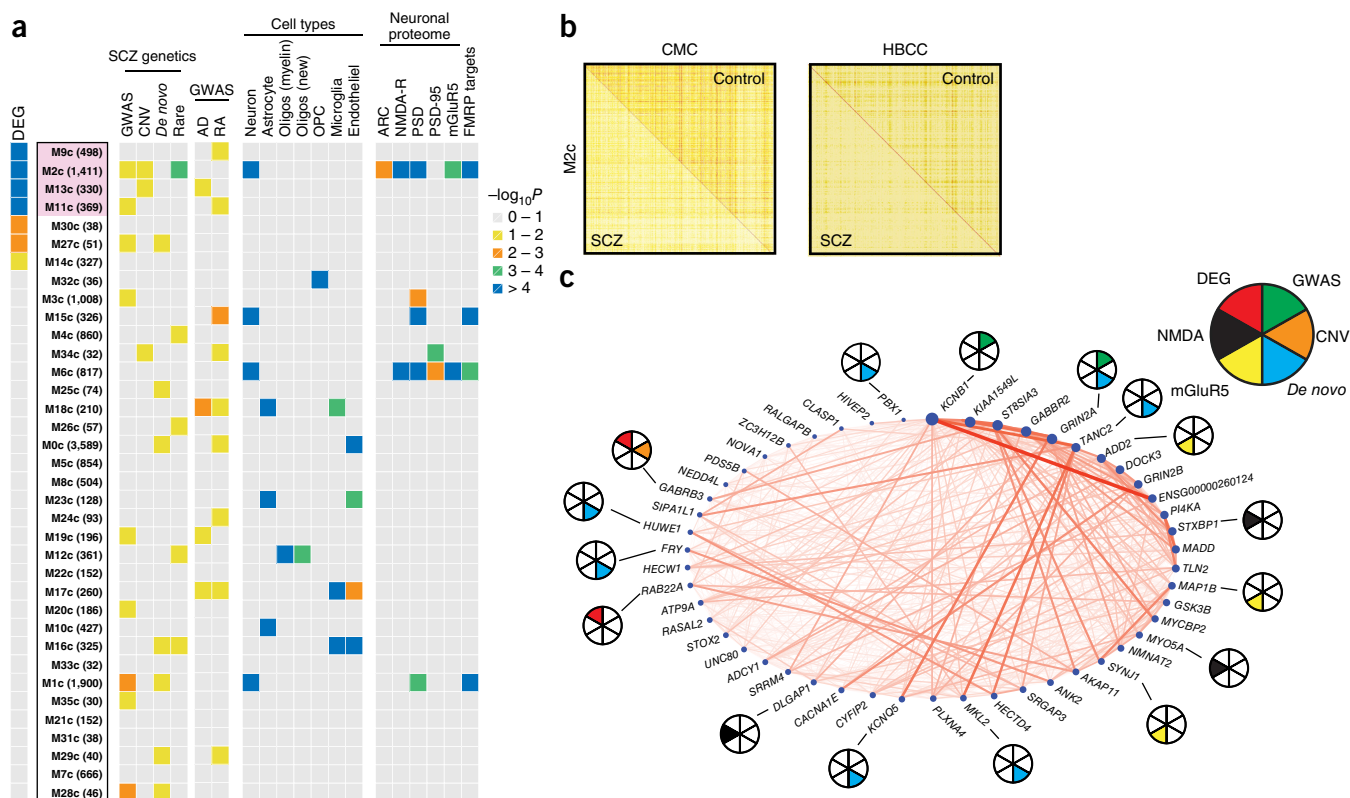 a
SCZ genetics
GWAS
Cell types
Neuronal
proteome
DEG
GWAS
CNV
De novo
Rare
AD
RA
Neuron
Astrocyte
Oligos (myelin)
Oligos (new)
OPC
Microglia
Endotheliel
ARC
NMDA-R
PSD
PSD-95
mGluR5
FMRP targets
M9c (498)
M2c (1,411)
M13c (330)
M11c (369)
M30c (38)
M27c (51)
M14c (327)
M32c (36)
M3c (1,008)
M15c (326)
M4c (860)
M34c (32)
M6c (817)
M25c (74)
M18c (210)
M26c (57)
M0c (3,589)
M5c (854)
M8c (504)
M23c (128)
M24c (93)
M19c (196)
M12c (361)
M22c (152)
M17c (260)
M20c (186)
M10c (427)
M16c (325)
M33c (32)
M1c (1,900)
M35c (30)
M21c (152)
M31c (38)
M29c (40)
M7c (666)
M28c (46)
–log10P
0 – 1
1 – 2
2 – 3
3 – 4
> 4
b
CMC
HBCC
M2c
Control
SCZ
Control
SCZ
c
DEG
GWAS
NMDA
CNV
mGluR5
De novo
KCNB1
KIAA1549L
ST8SIA3
GABBR2
GRIN2A
TANC2
ADD2
DOCK3
GRIN2B
ENSG00000260124
PI4KA
STXBP1
MADD
TLN2
MAP1B
GSK3B
MYCBP2
MYO5A
NMNAT2
SYNJ1
AKAP11
ANK2
SRGAP3
HECTD4
MKL2
PLXNA4
KCNQ5
CYFIP2
CACNA1E
DLGAP1
SRRM4
ADCY1
UNC80
STOX2
RASAL2
ATP9A
RAB22A
HECW1
FRY
HUWE1
SIPA1L1
GABRB3
NEDD4L
PDS5B
NOVA1
ZC3H12B
RALGAPB
CLASP1
HIVEP2
PBX1